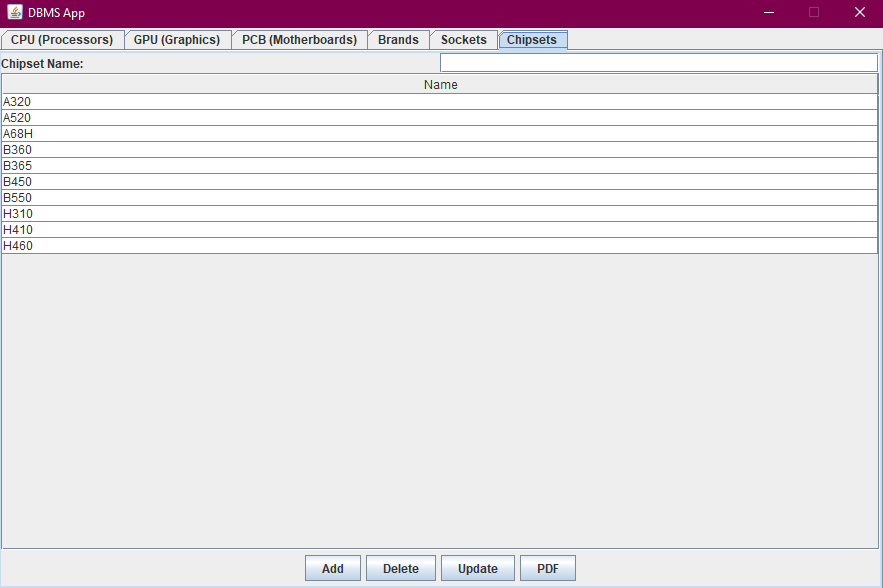 DBMS App
CPU (Processors) GPU (Graphics) PCB (Motherboards) Brands Sockets Chipsets
Chipset Name:
Name
A320
A520
A68H
B360
B365
B450
B550
H310
H410
H460
Add Delete Update PDF